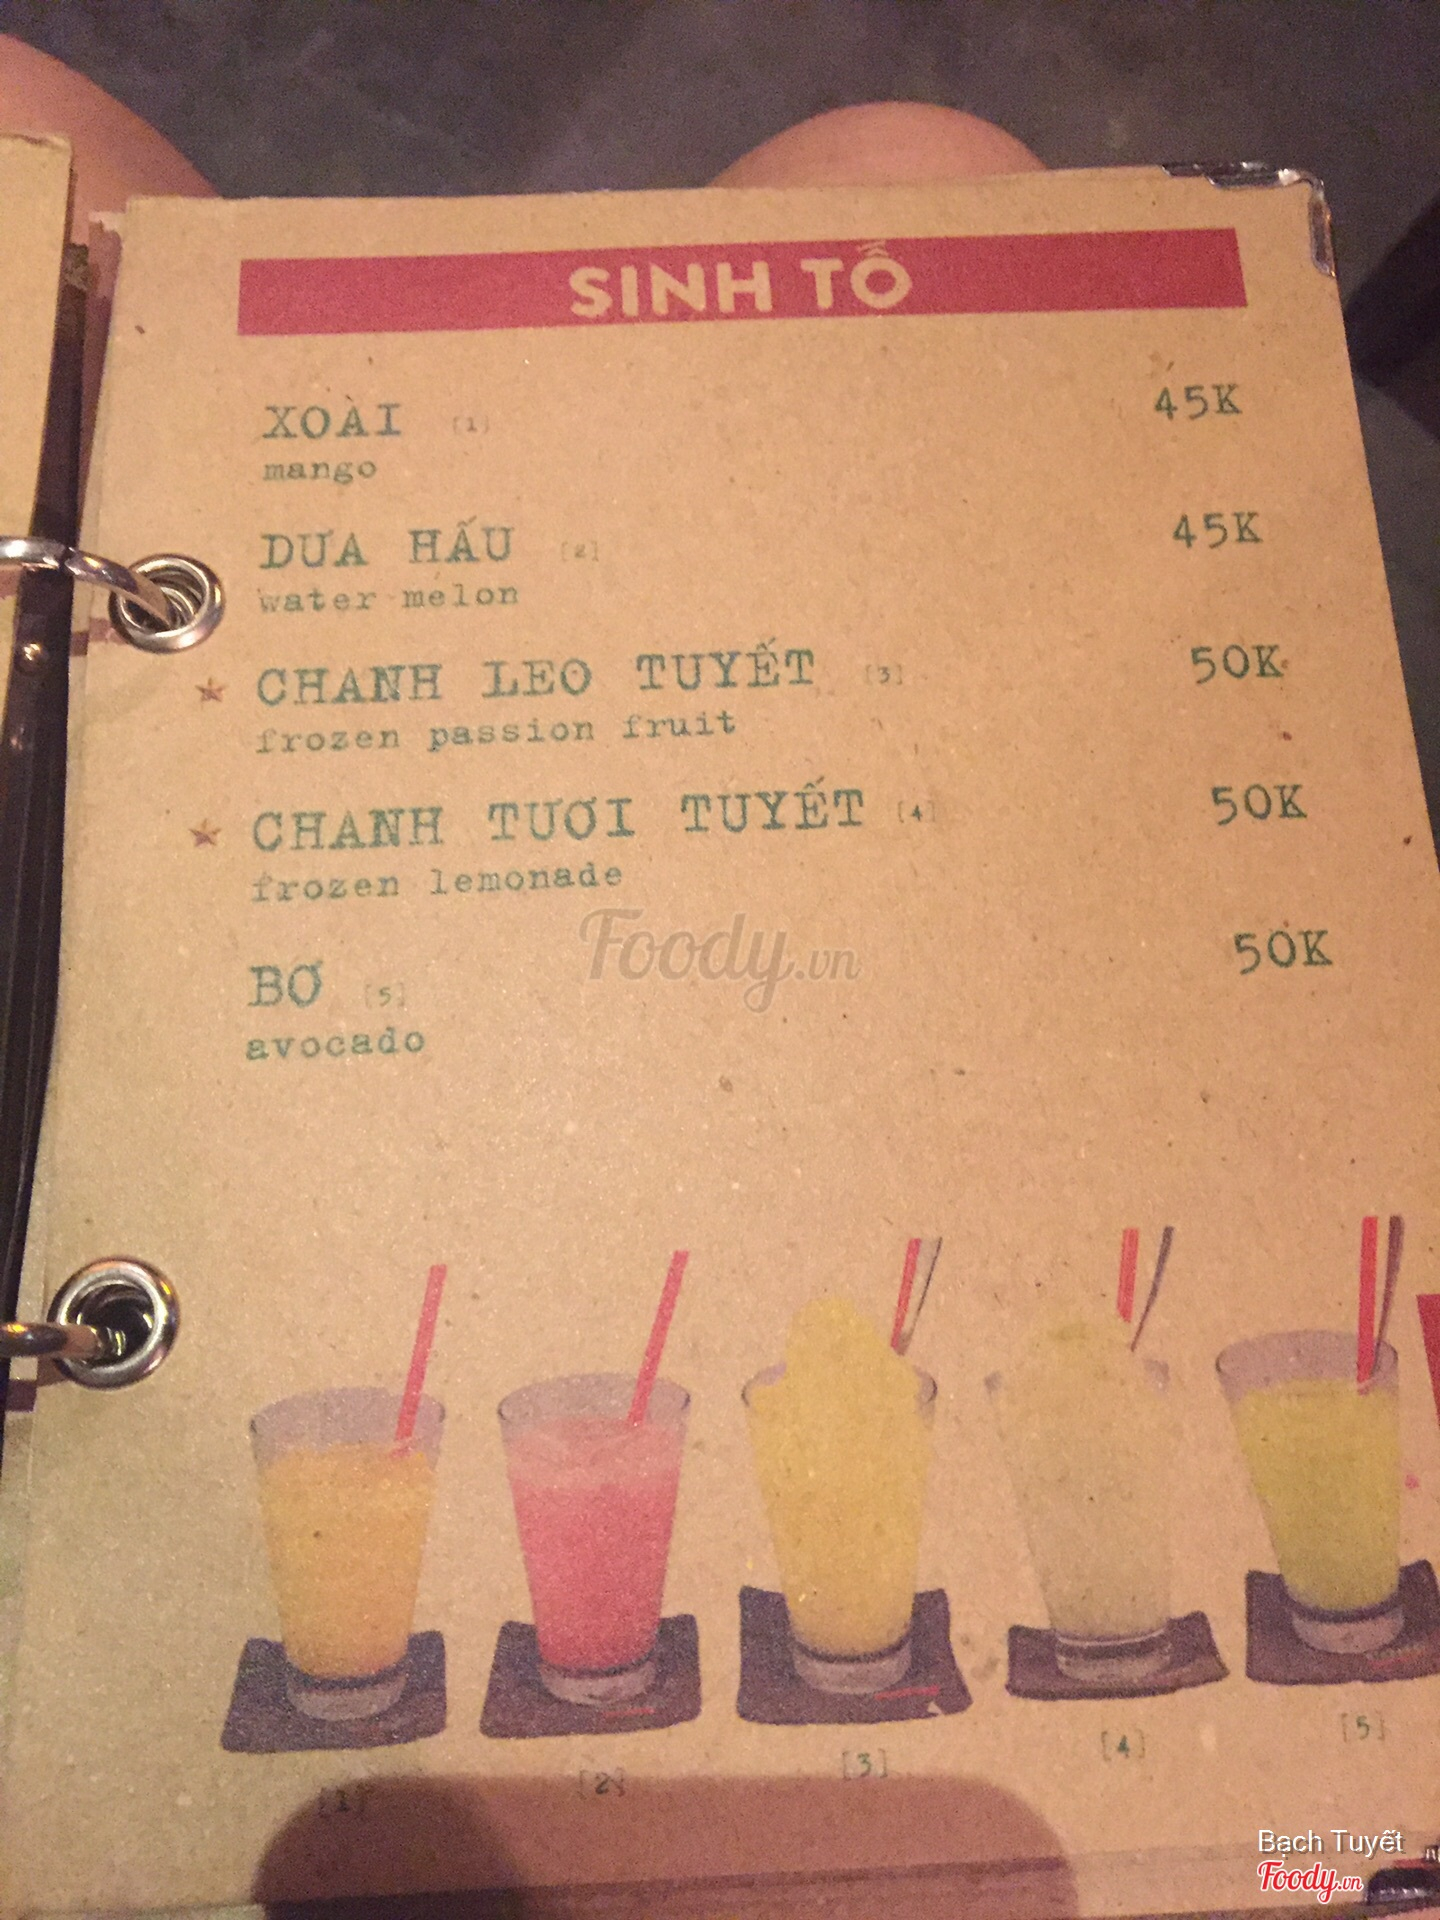 SINH TỐ
XOÀI [1] 45K
mango
DƯA HẤU [2] 45K
water melon
★ CHANH LEO TUYẾT [3] 50K
frozen passion fruit
★ CHANH TƯƠI TUYẾT [4] 50K
frozen lemonade
Foody.vn
BƠ [5] 50K
avocado
[1] [2] [3] [4] [5]
Bạch Tuyết
Foody.vn